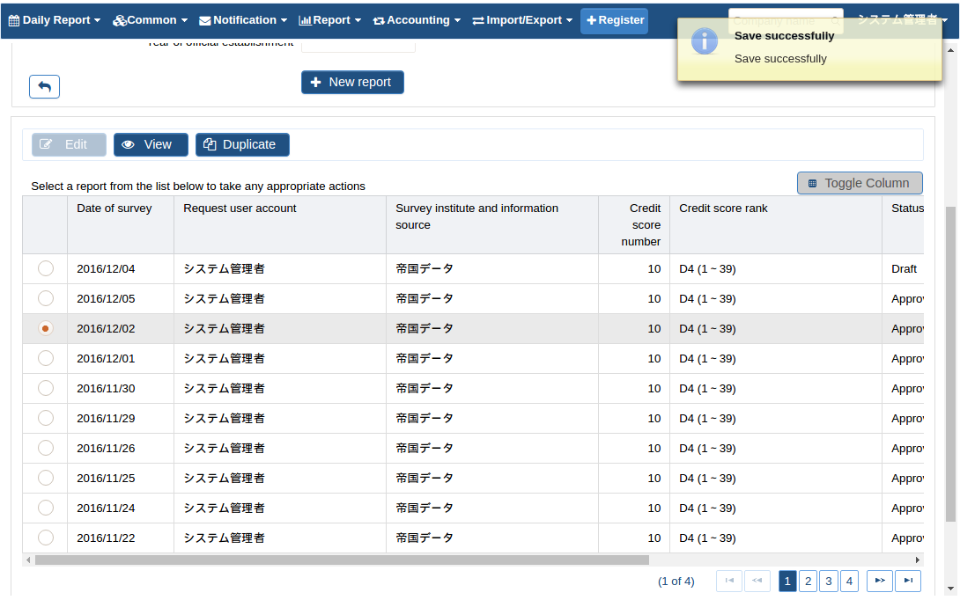 Daily Report Common Notification Report Accounting Import/Export Register システム管理者
Save successfully
Save successfully
Year of official establishment
New report
Edit View Duplicate
Select a report from the list below to take any appropriate actions
Toggle Column
Date of survey Request user account Survey institute and information source Credit score number Credit score rank Status
2016/12/04 システム管理者 帝国データ 10 D4 (1 ~ 39) Draft
2016/12/05 システム管理者 帝国データ 10 D4 (1 ~ 39) Approv
2016/12/02 システム管理者 帝国データ 10 D4 (1 ~ 39) Approv
2016/12/01 システム管理者 帝国データ 10 D4 (1 ~ 39) Approv
2016/11/30 システム管理者 帝国データ 10 D4 (1 ~ 39) Approv
2016/11/29 システム管理者 帝国データ 10 D4 (1 ~ 39) Approv
2016/11/26 システム管理者 帝国データ 10 D4 (1 ~ 39) Approv
2016/11/25 システム管理者 帝国データ 10 D4 (1 ~ 39) Approv
2016/11/24 システム管理者 帝国データ 10 D4 (1 ~ 39) Approv
2016/11/22 システム管理者 帝国データ 10 D4 (1 ~ 39) Approv
(1 of 4) 1 2 3 4